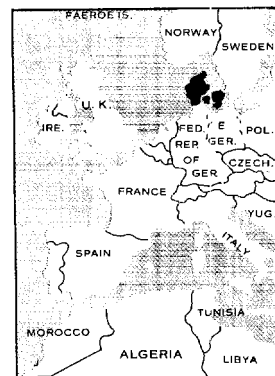 FAEROE IS.
NORWAY
SWEDEN
U. K.
IRE.
FED.
REP.
OF
GER.
E
GER.
POL.
CZECH.
FRANCE
YUG.
ITALY
SPAIN
TUNISIA
MOROCCO
ALGERIA
LIBYA